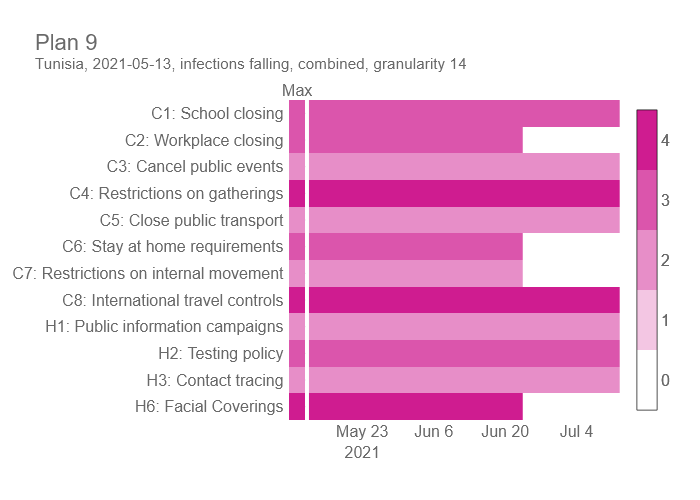 Plan 9
Tunisia, 2021-05-13, infections falling, combined, granularity 14
Max
C1: School closing
C2: Workplace closing
C3: Cancel public events
C4: Restrictions on gatherings
C5: Close public transport
C6: Stay at home requirements
C7: Restrictions on internal movement
C8: International travel controls
H1: Public information campaigns
H2: Testing policy
H3: Contact tracing
H6: Facial Coverings
May 23 Jun 6 Jun 20 Jul 4
2021
4
3
2
1
0